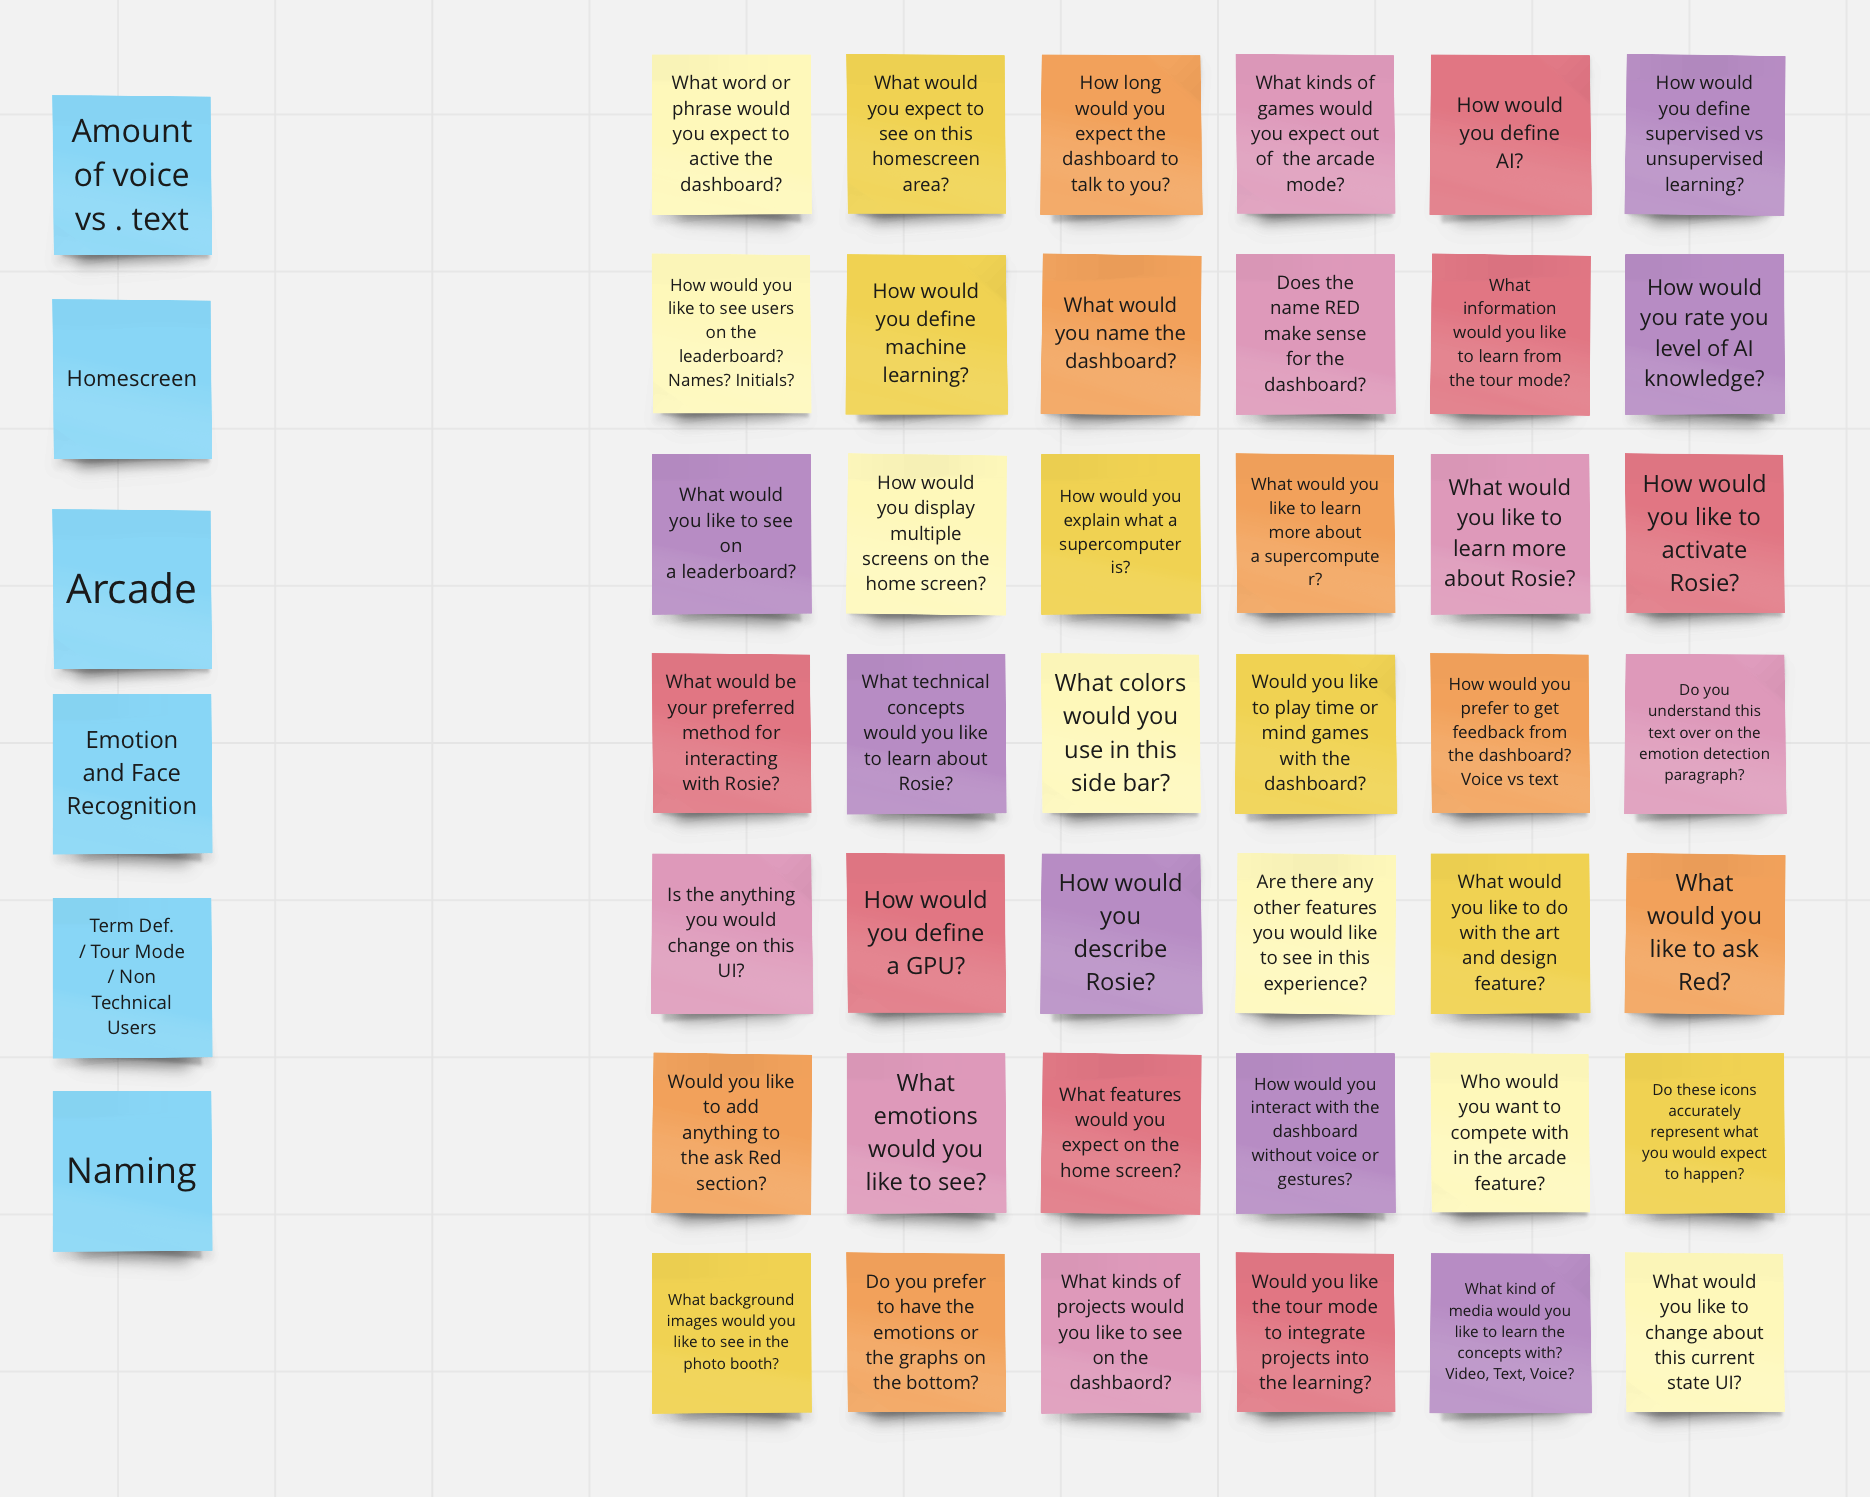 Amount
of voice
vs . text
Homescreen
Arcade
Emotion
and Face
Recognition
Term Def.
/ Tour Mode
/ Non
Technical
Users
Naming
What word or
phrase would
you expect to
active the
dashboard?
What would
you expect to
see on this
homescreen
area?
How long
would you
expect the
dashboard to
talk to you?
What kinds of
games would
you expect out
of  the arcade
mode?
How would
you define
AI?
How would
you define
supervised vs
unsupervised
learning?
How would you
like to see users
on the
leaderboard?
Names? Initials?
How would
you define
machine
learning?
What would
you name the
dashboard?
Does the
name RED
make sense
for the
dashboard?
What
information
would you like
to learn from
the tour mode?
How would
you rate you
level of AI
knowledge?
What would
you like to see
on
a leaderboard?
How would
you display
multiple
screens on the
home screen?
How would you
explain what a
supercomputer
is?
What would you
like to learn
more about
a supercompute
r?
What would
you like to
learn more
about Rosie?
How would
you like to
activate
Rosie?
What would be
your preferred
method for
interacting
with Rosie?
What technical
concepts
would you like
to learn about
Rosie?
What colors
would you
use in this
side bar?
Would you like
to play time or
mind games
with the
dashboard?
How would you
prefer to get
feedback from
the dashboard?
Voice vs text
Do you
understand this
text over on the
emotion detection
paragraph?
Is the anything
you would
change on this
UI?
How would
you define
a GPU?
How would
you
describe
Rosie?
Are there any
other features
you would like
to see in this
experience?
What would
you like to do
with the art
and design
feature?
What
would you
like to ask
Red?
Would you like
to add
anything to
the ask Red
section?
What
emotions
would you
like to see?
What features
would you
expect on the
home screen?
How would you
interact with the
dashboard
without voice or
gestures?
Who would
you want to
compete with
in the arcade
feature?
Do these icons
accurately
represent what
you would expect
to happen?
What background
images would you
like to see in the
photo booth?
Do you prefer
to have the
emotions or
the graphs on
the bottom?
What kinds of
projects would
you like to see
on the
dashbaord?
Would you like
the tour mode
to integrate
projects into
the learning?
What kind of
media would you
like to learn the
concepts with?
Video, Text, Voice?
What would
you like to
change about
this current
state UI?